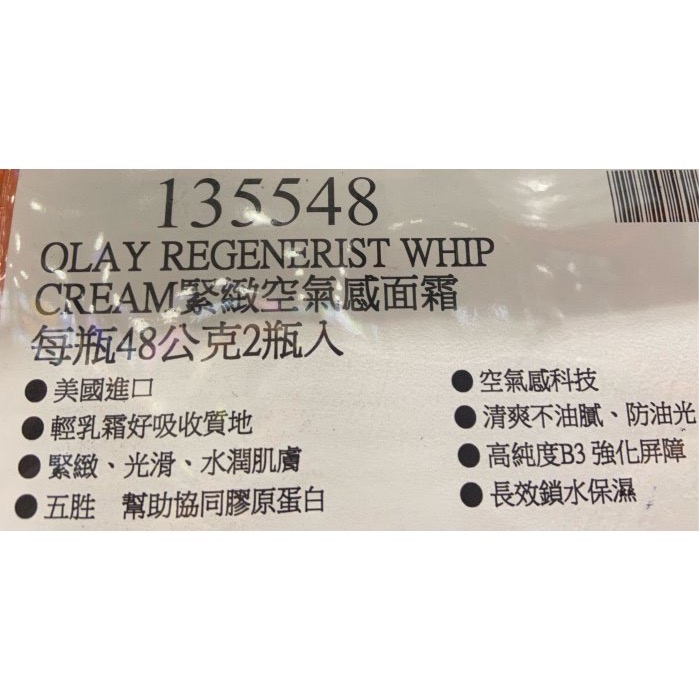 135548
OLAY REGENERIST WHIP
CREAM緊緻空氣感面霜
每瓶48公克2瓶入
●美國進口
●輕乳霜好吸收質地
●緊緻、光滑、水潤肌膚
●五胜 幫助協同膠原蛋白
●空氣感科技
●清爽不油膩、防油光
●高純度B3 強化屏障
●長效鎖水保濕